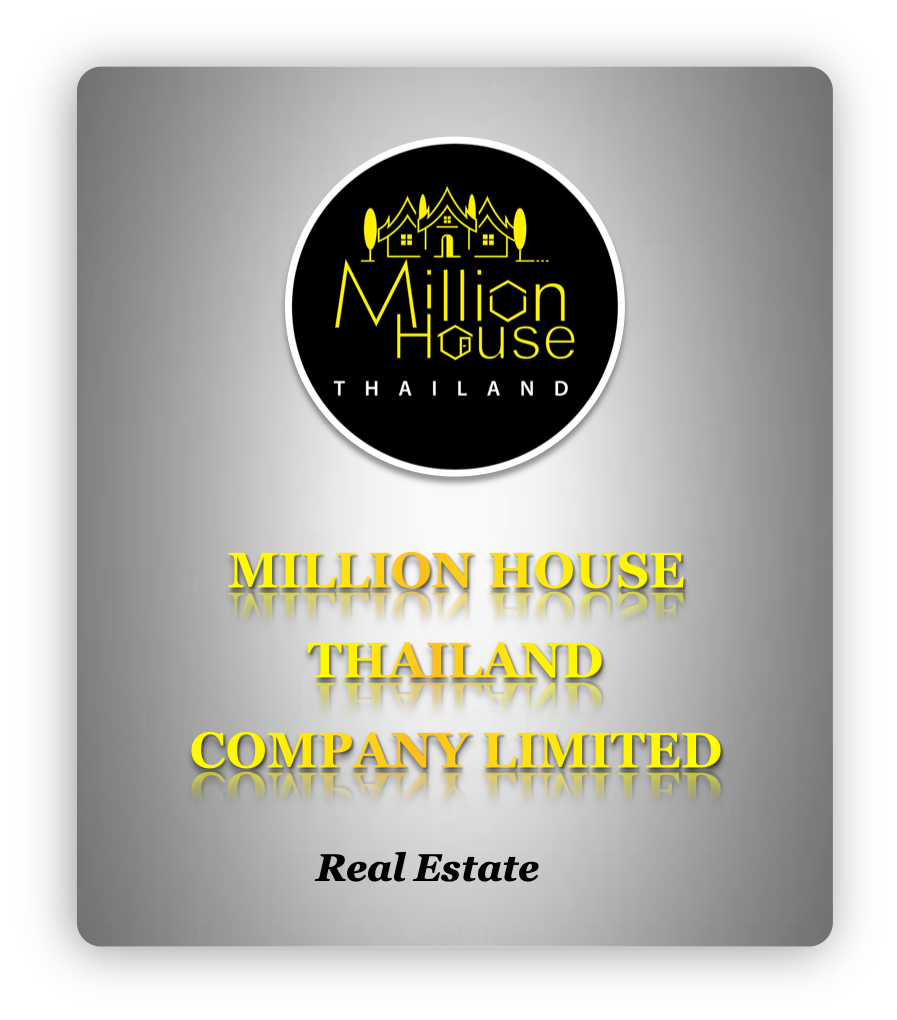 Million
House
THAILAND
MILLION HOUSE
THAILAND
COMPANY LIMITED
Real Estate